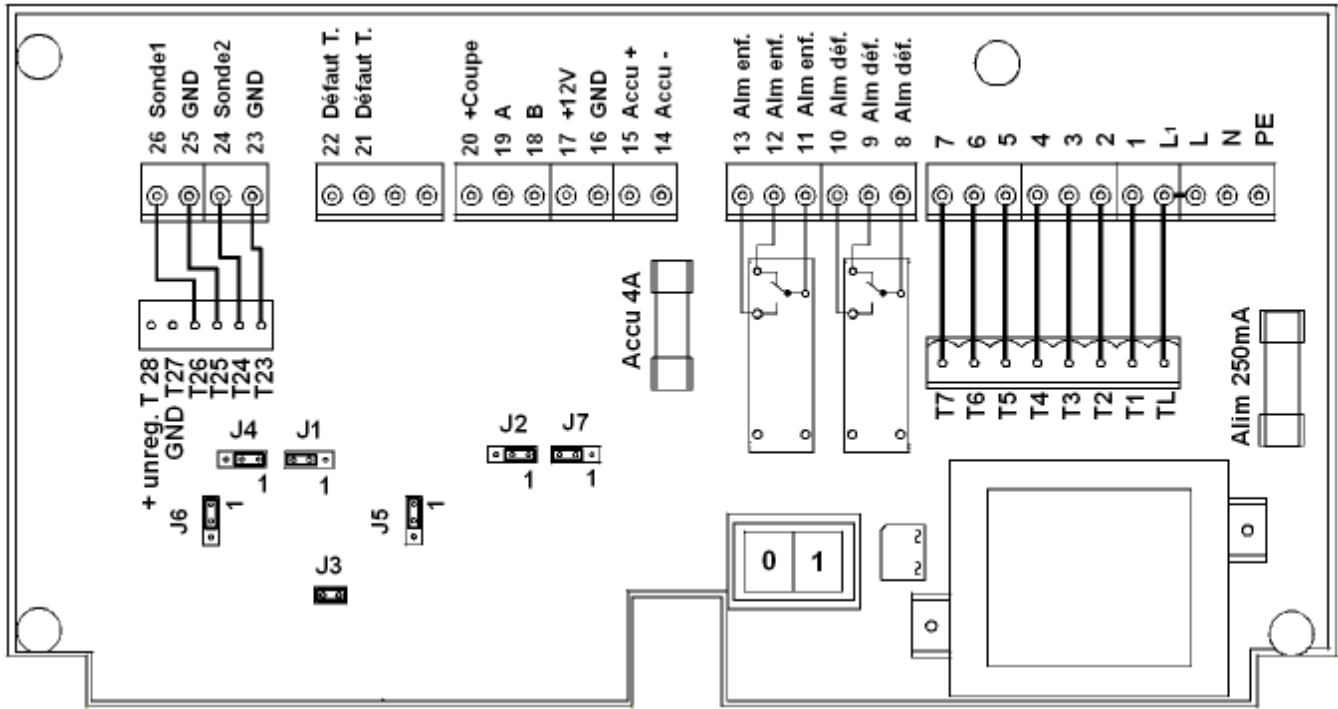 26 Sonde1
25 GND
24 Sonde2
23 GND
22 Défaut T.
21 Défaut T.
20 +Coupe
19 A
18 B
17 +12V
16 GND
15 Accu +
14 Accu -
13 Alm enf.
12 Alm enf.
11 Alm enf.
10 Alm déf.
9 Alm déf.
8 Alm déf.
7
6
5
4
3
2
1
L1
L
N
PE
+ unreg. T 28
GND T27
T26
T25
T24
T23
Accu 4A
T7
T6
T5
T4
T3
T2
T1
TL
Alim 250mA
J4
1
J1
1
J2
1
J7
1
J6
1
J5
1
J3
0 1
2
2